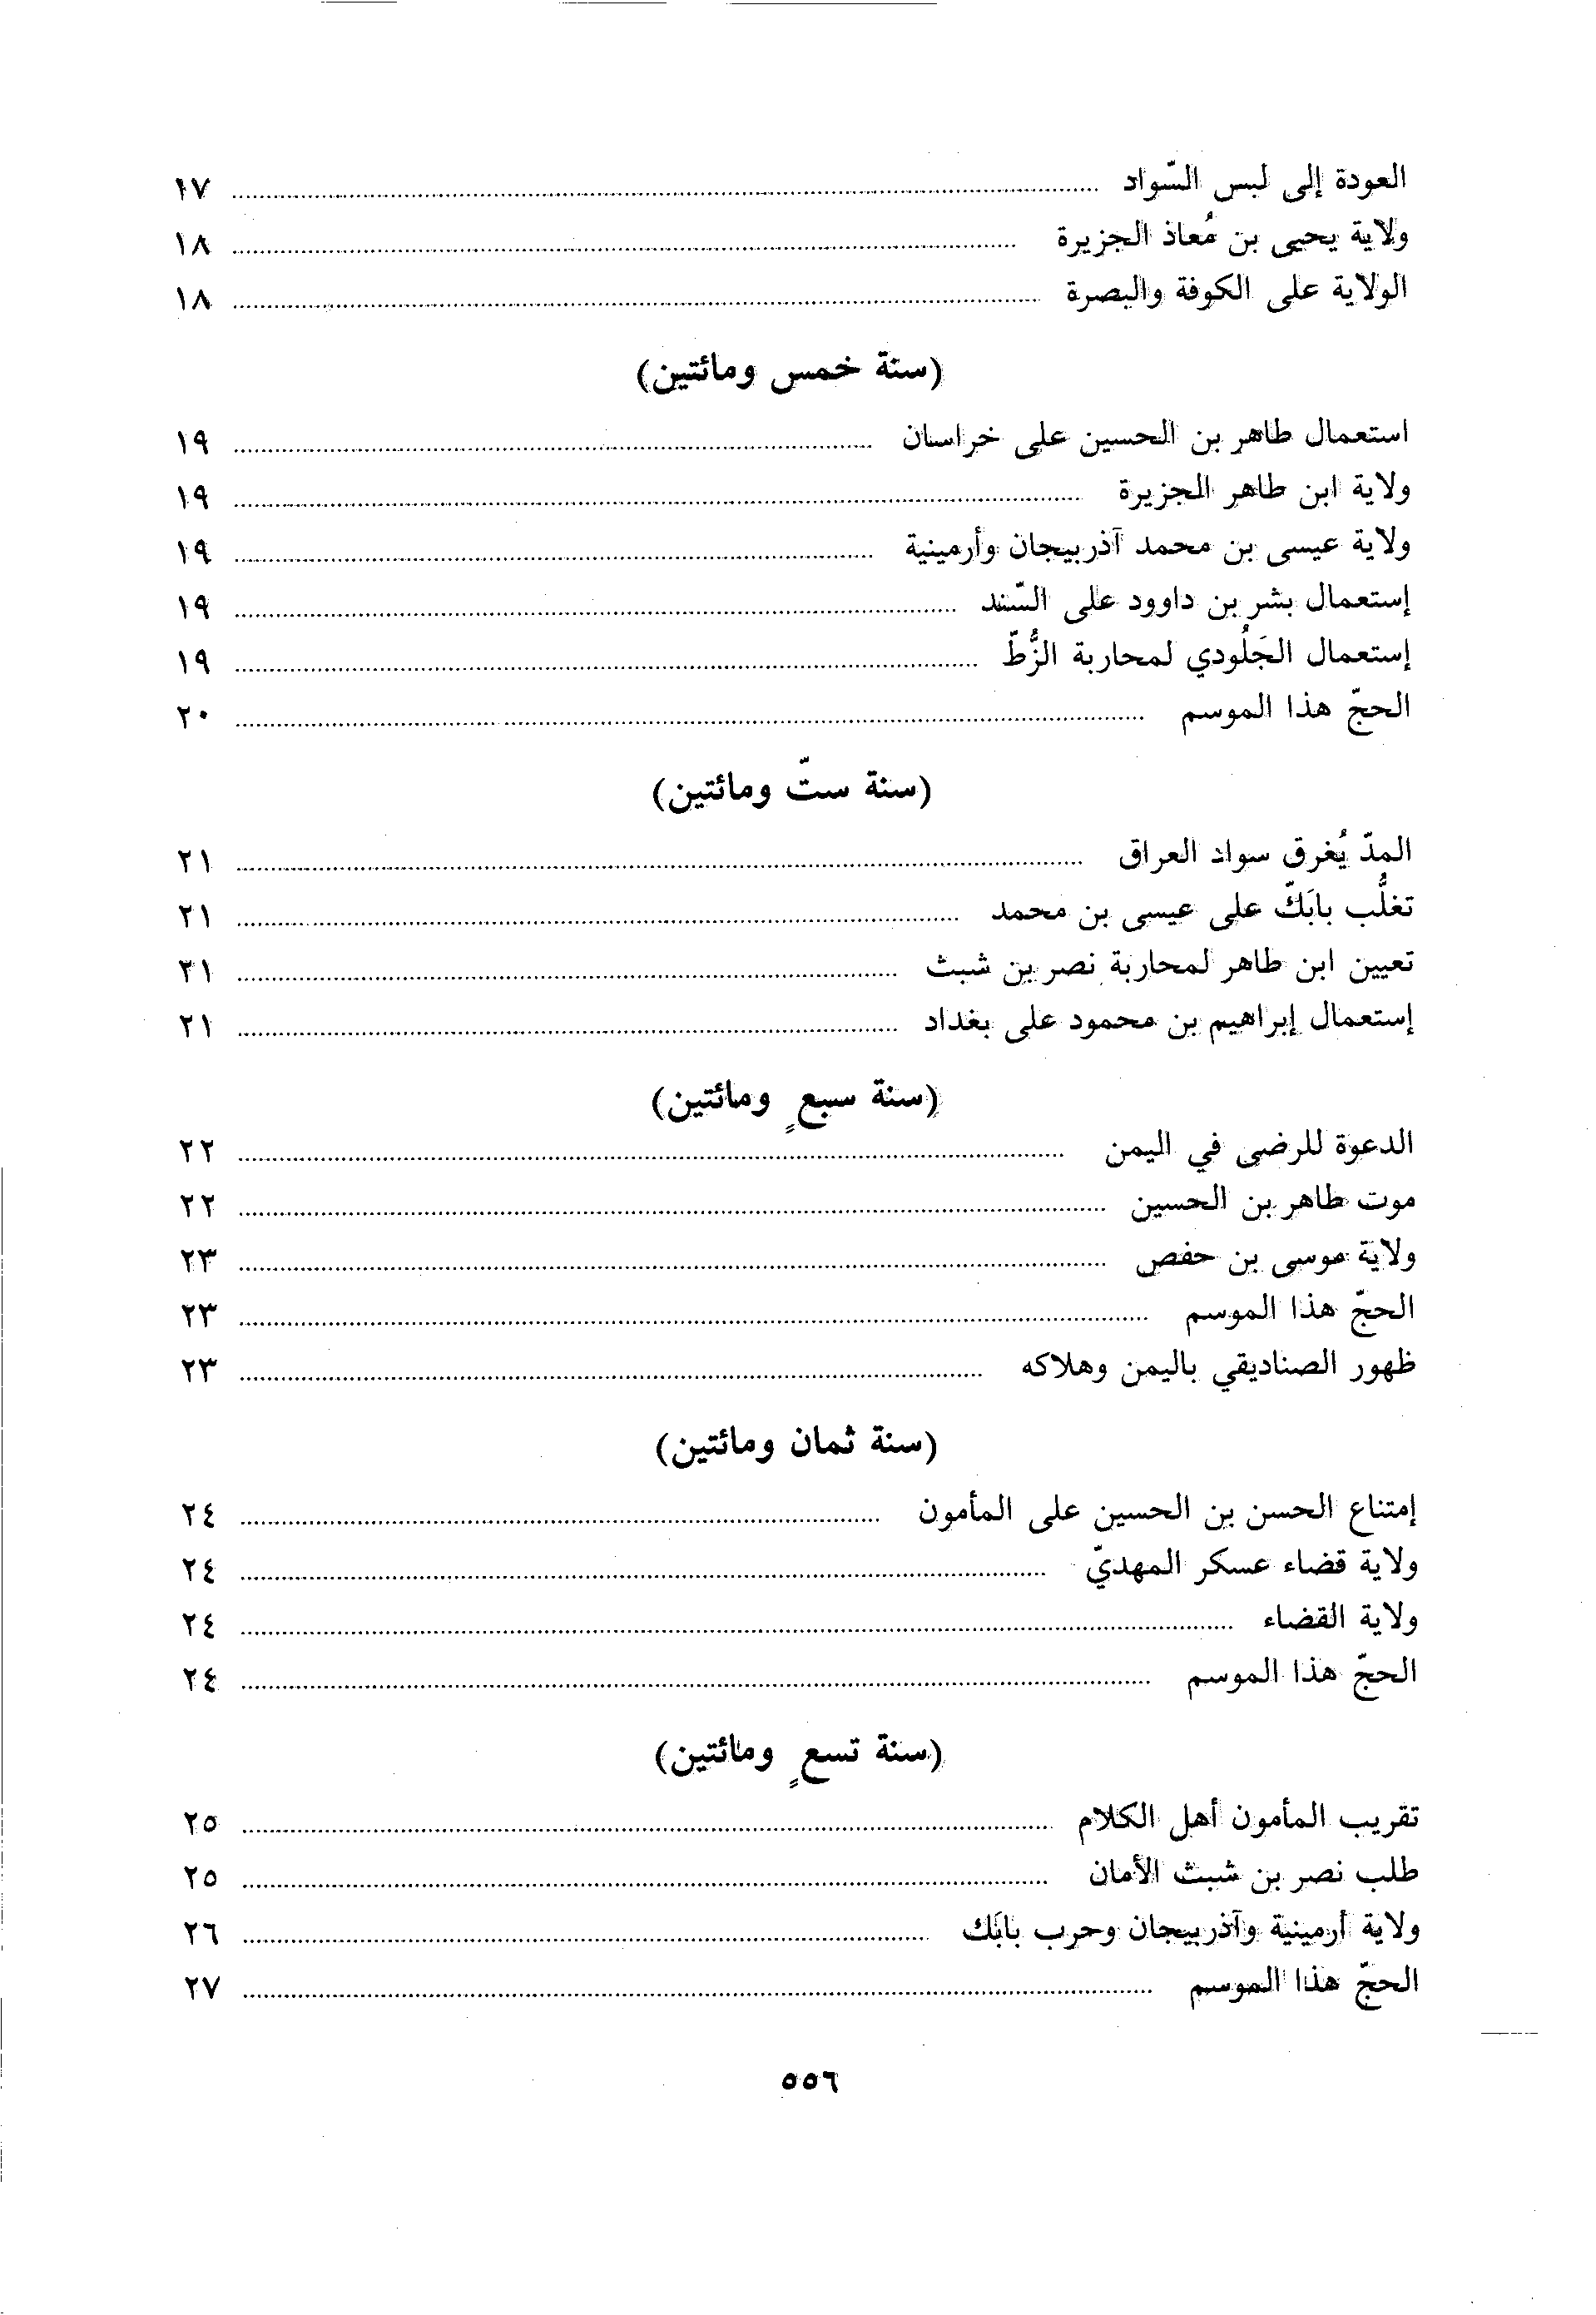 العودة إلى لبس السّواد ........ ١٧
ولاية يحيى بن مُعاذ الجزيرة ........ ١٨
الولاية على الكوفة والبصرة ........ ١٨
(سنة خمس ومائتين)
استعمال طاهر بن الحسين على خراسان ........ ١٩
ولاية ابن طاهر الجزيرة ........ ١٩
ولاية عيسى بن محمد آذربيجان وأرمينية ........ ١٩
إستعمال بشر بن داوود على السّند ........ ١٩
إستعمال الجَلُودي لمحاربة الزُّطّ ........ ١٩
الحجّ هذا الموسم ........ ٢٠
(سنة ستّ ومائتين)
المدّ يُغرق سواد العراق ........ ٢١
تغلُّب بابَكّ على عيسى بن محمد ........ ٢١
تعيين ابن طاهر لمحاربة نصر بن شبث ........ ٢١
إستعمال إبراهيم بن محمود على بغداد ........ ٢١
(سنة سبعٍ ومائتين)
الدعوة للرضى في اليمن ........ ٢٢
موت طاهر بن الحسين ........ ٢٢
ولاية موسى بن حفص ........ ٢٣
الحجّ هذا الموسم ........ ٢٣
ظهور الصناديقي باليمن وهلاكه ........ ٢٣
(سنة ثمان ومائتين)
إمتناع الحسن بن الحسين على المأمون ........ ٢٤
ولاية قضاء عسكر المهديّ ........ ٢٤
ولاية القضاء ........ ٢٤
الحجّ هذا الموسم ........ ٢٤
(سنة تسعٍ ومائتين)
تقريب المأمون أهل الكلام ........ ٢٥
طلب نصر بن شبث الأمان ........ ٢٥
ولاية أرمينية وآذربيجان وحرب بابَك ........ ٢٦
الحجّ هذا الموسم ........ ٢٧
٥٥٦